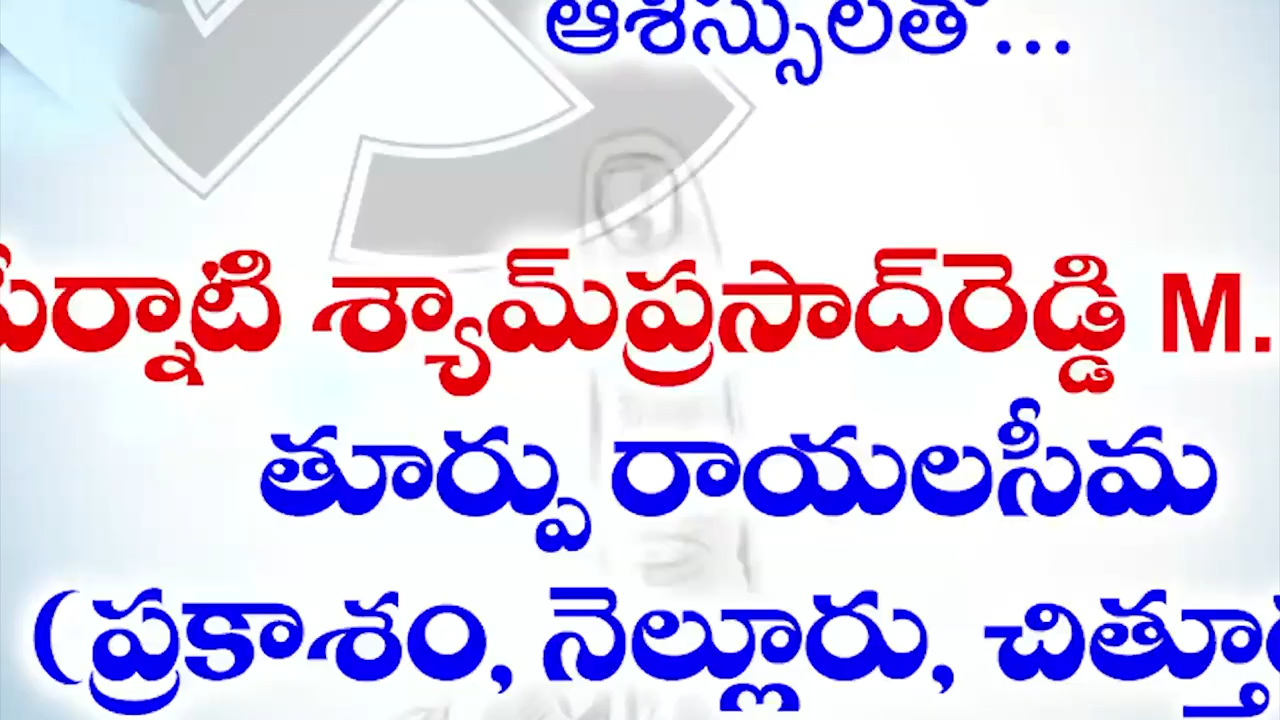 ఆశీస్సులతో...
పేర్నాటి శ్యామ్‌ప్రసాద్‌రెడ్డి M.
తూర్పు రాయలసీమ
(ప్రకాశం, నెల్లూరు,